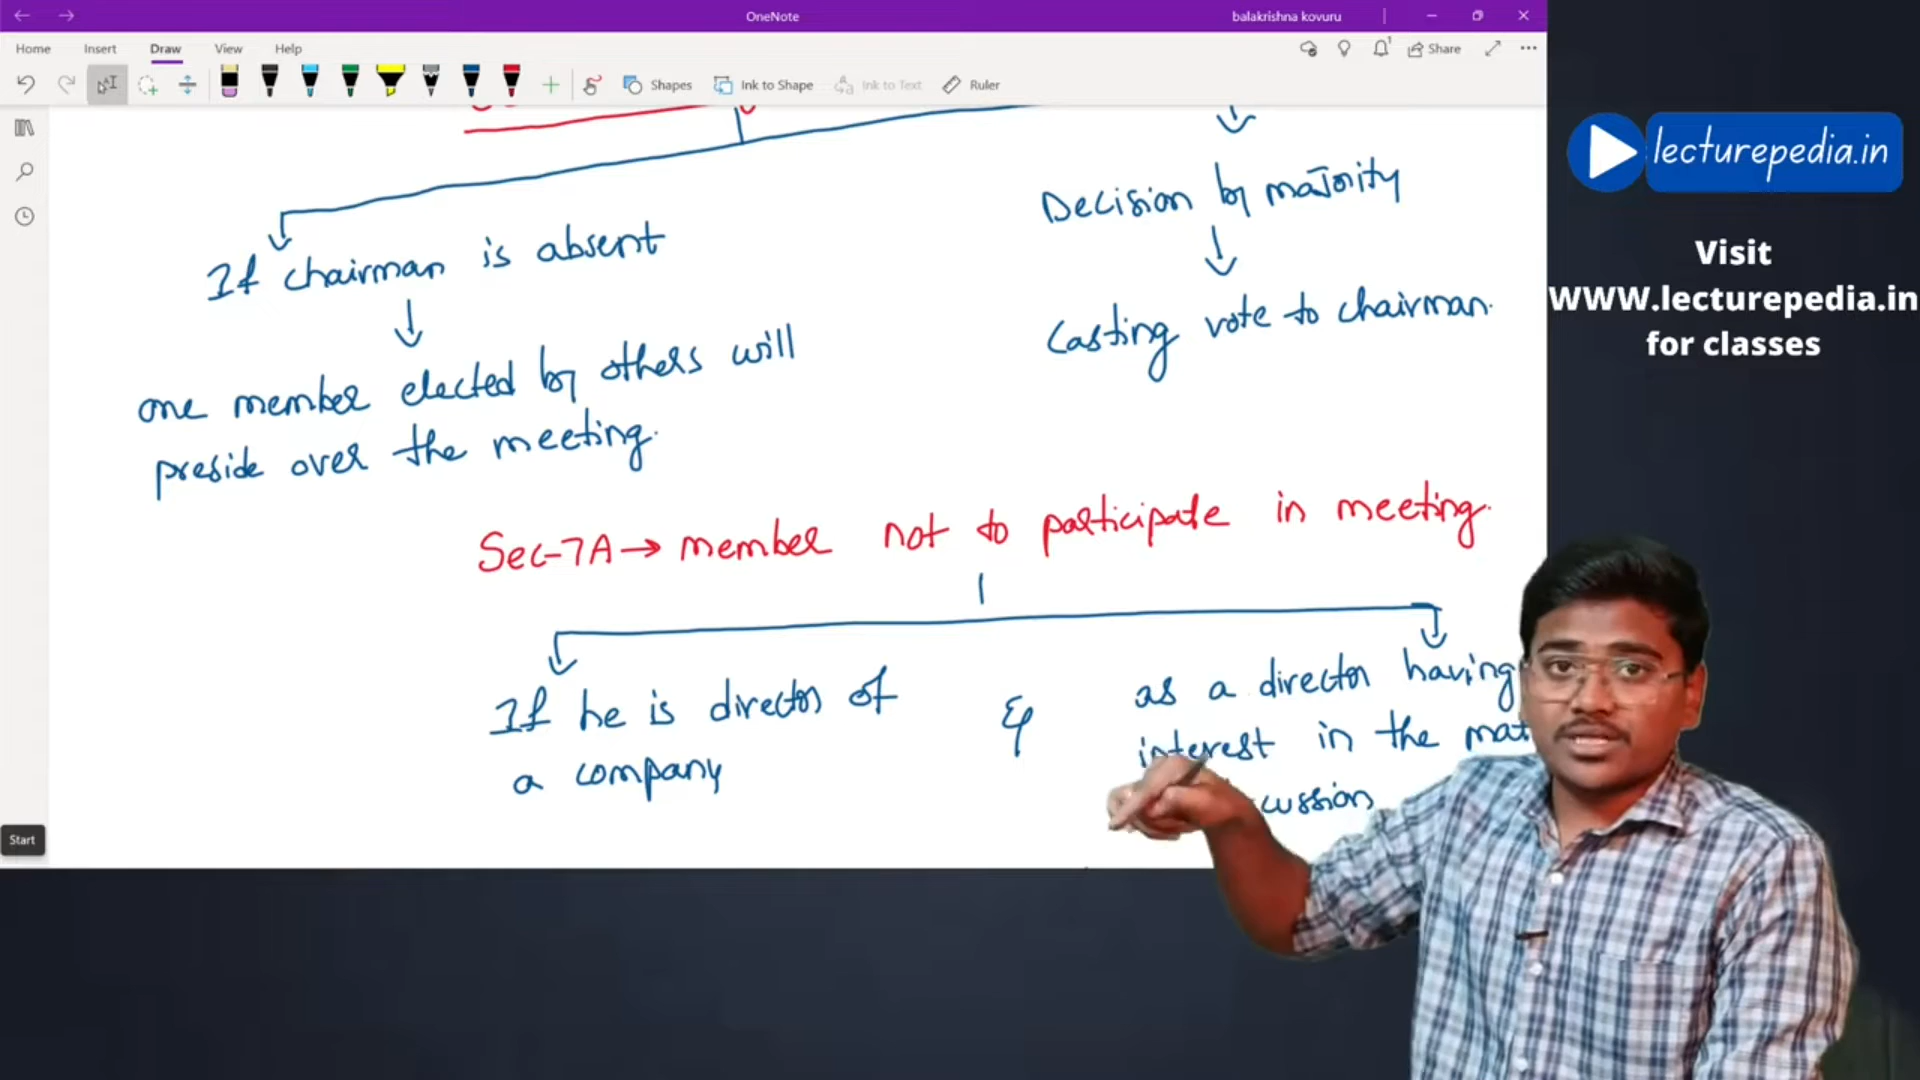 OneNote
balakrishna kovuru
Home Insert Draw View Help
Share
Shapes
Ink to Shape
Ink to Text
Ruler
lecturepedia.in
Visit
WWW.lecturepedia.in
for classes
If chairman is absent
one member elected by others will
preside over the meeting.
Decision by majority
Casting vote to chairman.
Sec-7A → member not to participate in meeting.
If he is director of
a company
&
as a director having
interest in the mat
cussion
Start